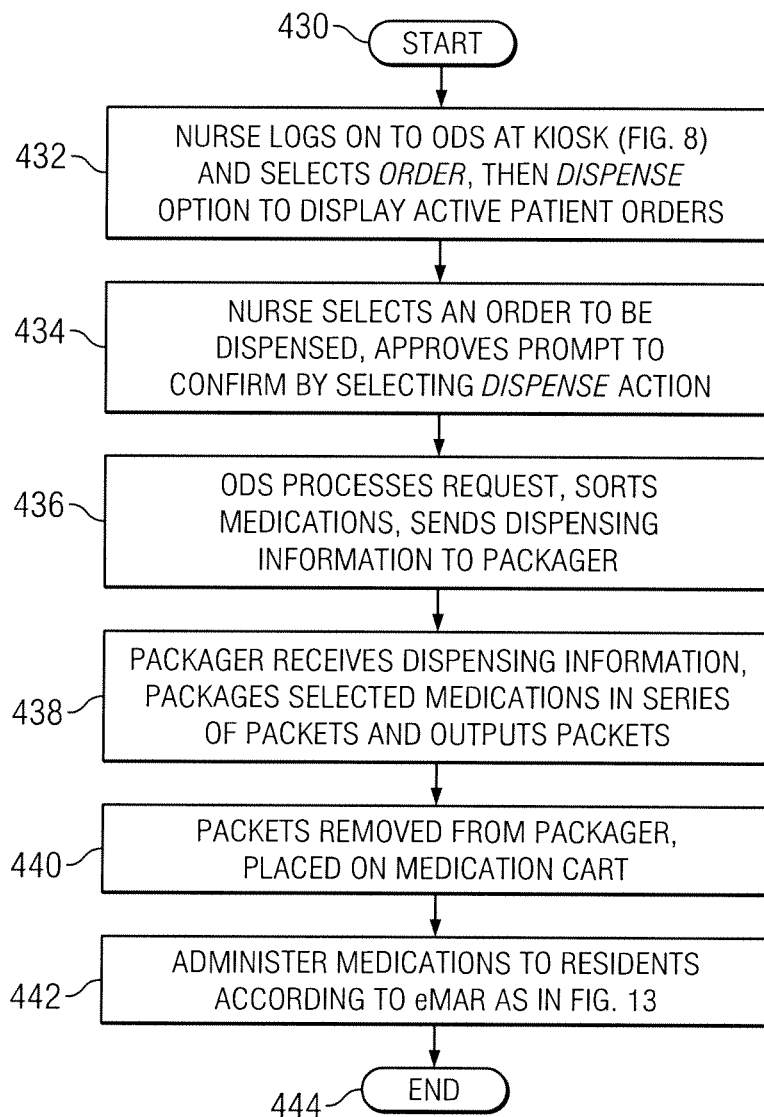 430
START
432
NURSE LOGS ON TO ODS AT KIOSK (FIG. 8)
AND SELECTS ORDER, THEN DISPENSE
OPTION TO DISPLAY ACTIVE PATIENT ORDERS
434
NURSE SELECTS AN ORDER TO BE
DISPENSED, APPROVES PROMPT TO
CONFIRM BY SELECTING DISPENSE ACTION
436
ODS PROCESSES REQUEST, SORTS
MEDICATIONS, SENDS DISPENSING
INFORMATION TO PACKAGER
438
PACKAGER RECEIVES DISPENSING INFORMATION,
PACKAGES SELECTED MEDICATIONS IN SERIES
OF PACKETS AND OUTPUTS PACKETS
440
PACKETS REMOVED FROM PACKAGER,
PLACED ON MEDICATION CART
442
ADMINISTER MEDICATIONS TO RESIDENTS
ACCORDING TO eMAR AS IN FIG. 13
444
END